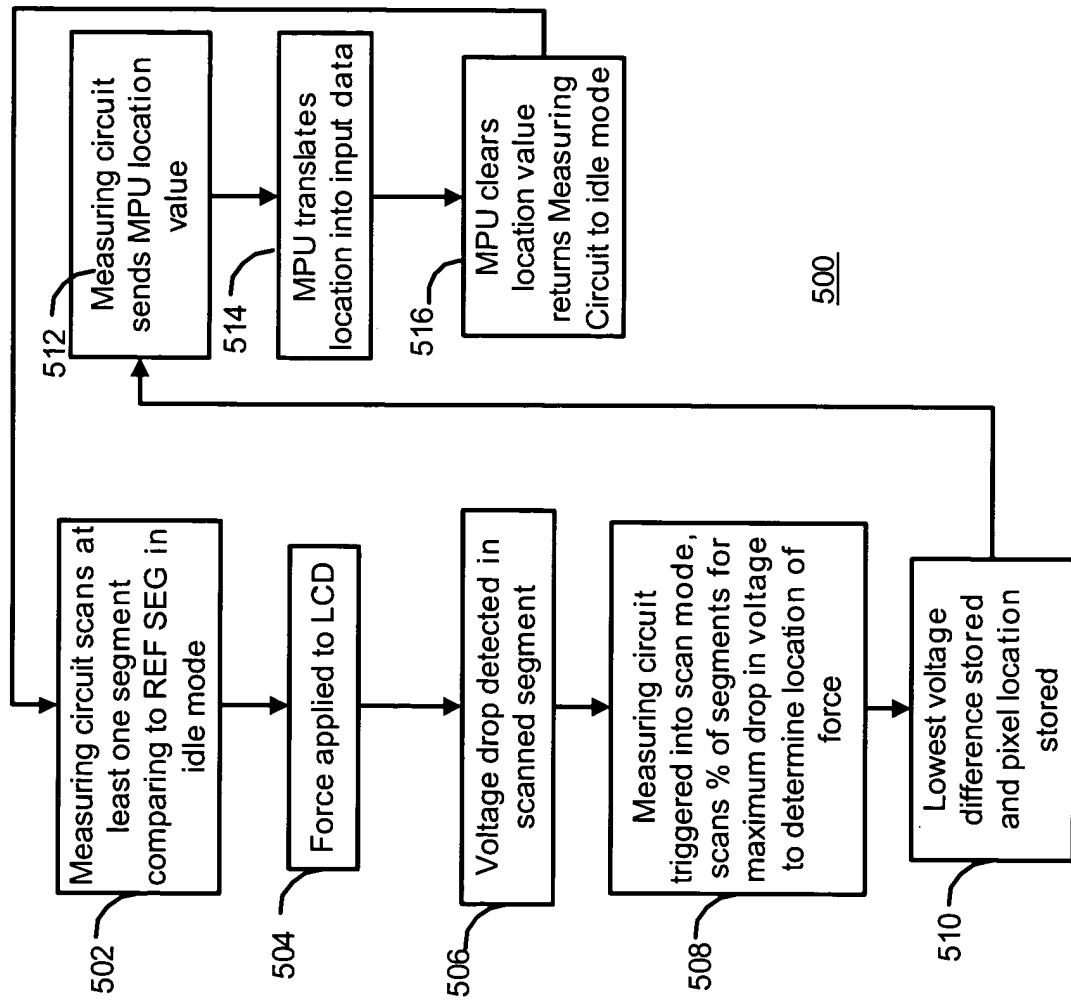 502
Measuring circuit scans at
least one segment
comparing to REF SEG in
idle mode
504
Force applied to LCD
506
Voltage drop detected in
scanned segment
508
Measuring circuit
triggered into scan mode,
scans % of segments for
maximum drop in voltage
to determine location of
force
510
Lowest voltage
difference stored
and pixel location
stored
512
Measuring circuit
sends MPU location
value
514
MPU translates
location into input data
516
MPU clears
location value
returns Measuring
Circuit to idle mode
500